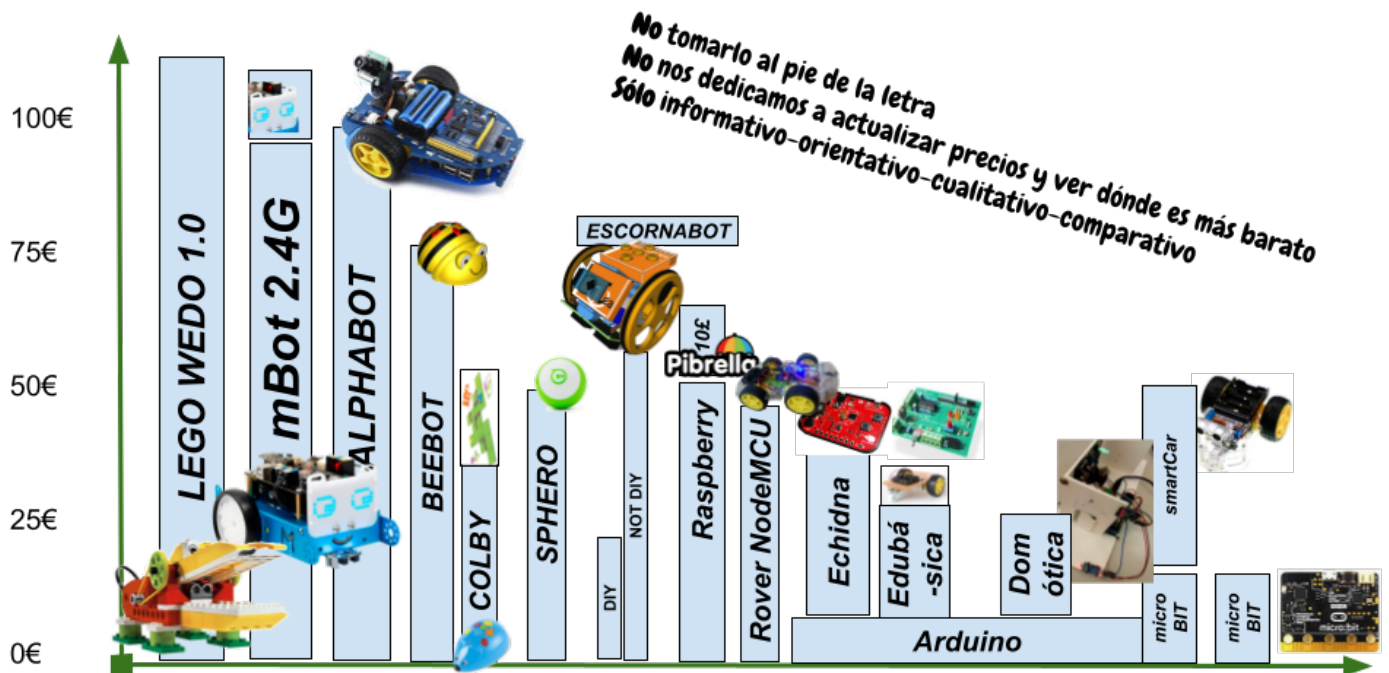 No tomarlo al pie de la letra
No nos dedicamos a actualizar precios y ver dónde es más barato
Sólo informativo-orientativo-cualitativo-comparativo
100€
75€
50€
25€
0€
LEGO WEDO 1.0
mBot 2.4G
ALPHABOT
BEEBOT
COLBY
SPHERO
ESCORNABOT
DIY
NOT DIY
10£
Pibrella
Raspberry
Rover NodeMCU
Echidna
Edubá
-sica
Dom
ótica
Arduino
smartCar
micro
BIT
micro
BIT
micro:bit